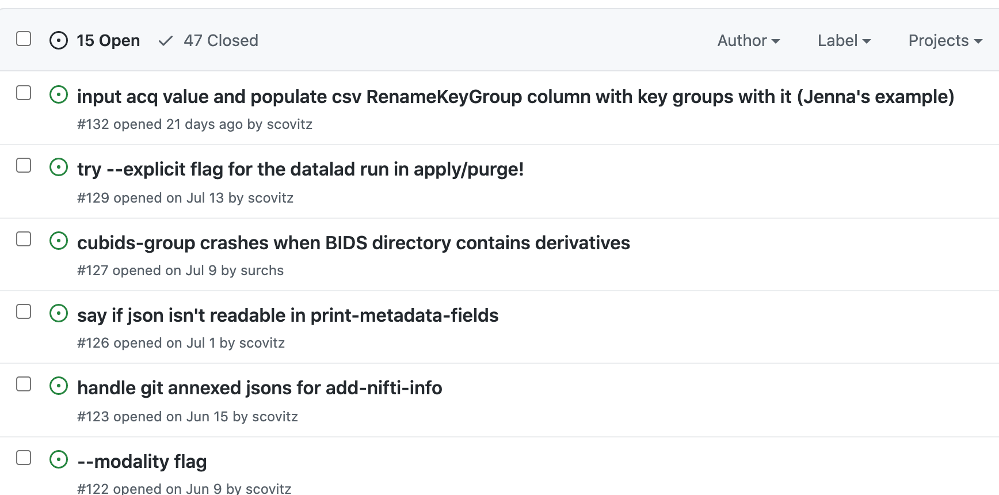 15 Open 47 Closed Author Label Projects
input acq value and populate csv RenameKeyGroup column with key groups with it (Jenna's example)
#132 opened 21 days ago by scovitz
try --explicit flag for the datalad run in apply/purge!
#129 opened on Jul 13 by scovitz
cubids-group crashes when BIDS directory contains derivatives
#127 opened on Jul 9 by surchs
say if json isn't readable in print-metadata-fields
#126 opened on Jul 1 by scovitz
handle git annexed jsons for add-nifti-info
#123 opened on Jun 15 by scovitz
--modality flag
#122 opened on Jun 9 by scovitz